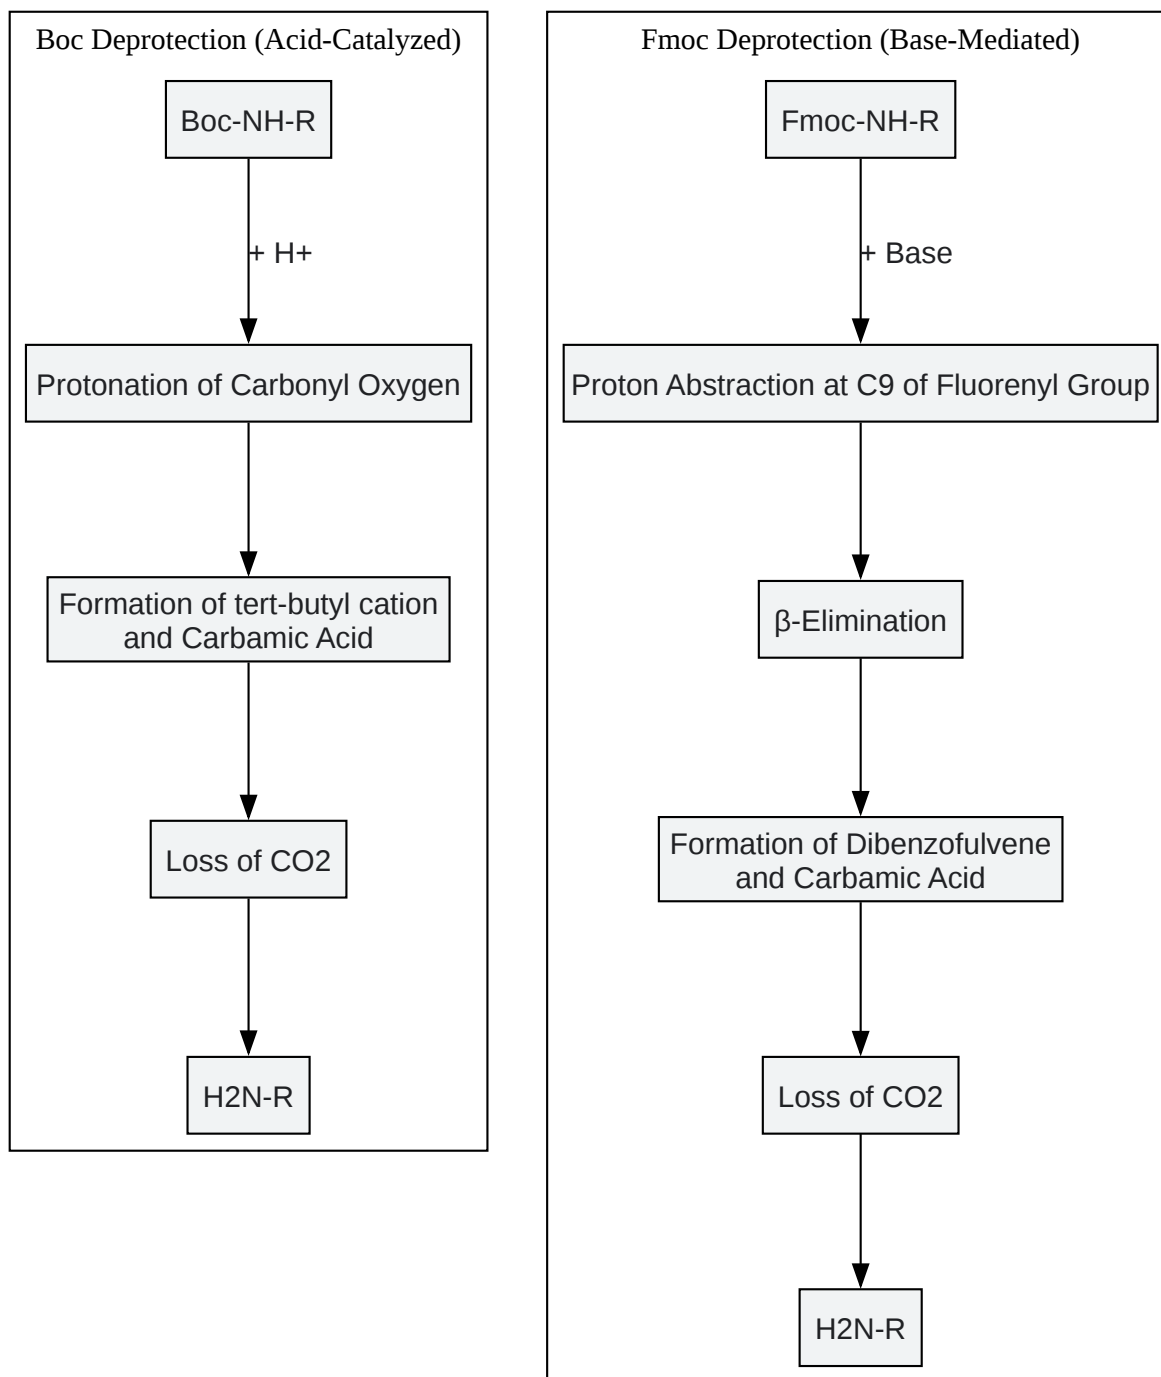 Boc Deprotection (Acid-Catalyzed)
Boc-NH-R
+ H+
Protonation of Carbonyl Oxygen
Formation of tert-butyl cation
and Carbamic Acid
Loss of CO2
H2N-R
Fmoc Deprotection (Base-Mediated)
Fmoc-NH-R
+ Base
Proton Abstraction at C9 of Fluorenyl Group
β-Elimination
Formation of Dibenzofulvene
and Carbamic Acid
Loss of CO2
H2N-R